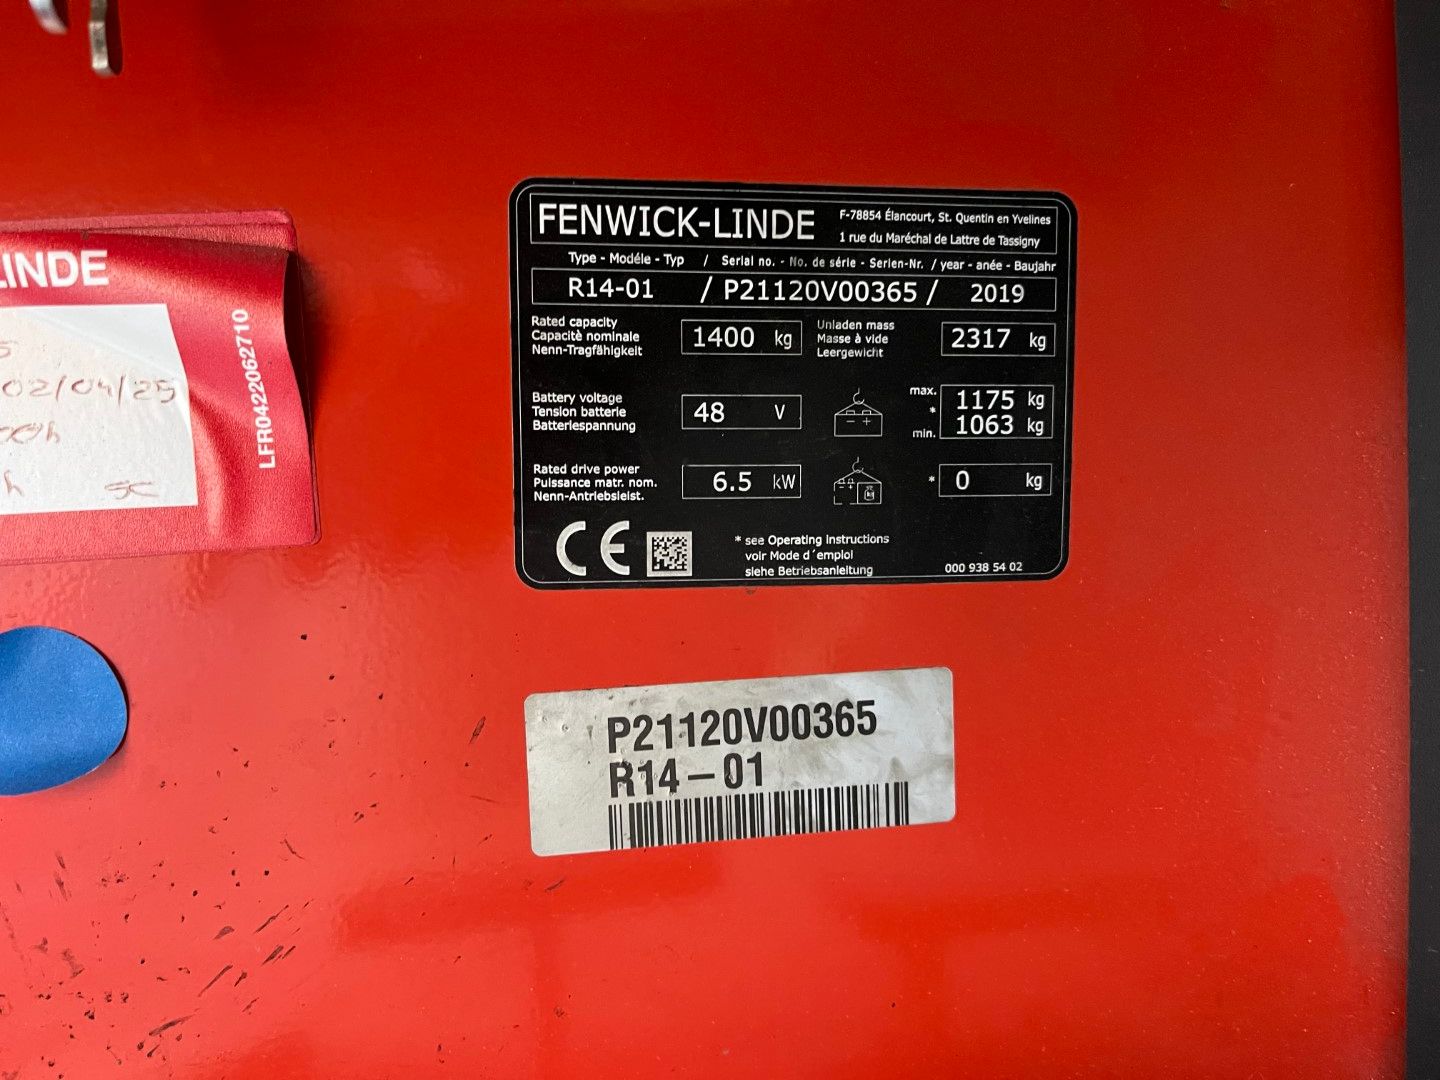 LINDE
02/04/25
h
SC
LFR0422062710
FENWICK-LINDE
F-78854 Élancourt, St. Quentin en Yvelines
1 rue du Maréchal de Lattre de Tassigny
Type - Modéle - Typ / Serial no. - No. de série - Serien-Nr. / year - anée - Baujahr
R14-01 / P21120V00365 / 2019
Rated capacity
Capacitè nominale
Nenn-Tragfähigkeit
1400 kg
Unladen mass
Masse à vide
Leergewicht
2317 kg
Battery voltage
Tension batterie
Batteriespannung
48 V
max. 1175 kg
*
min. 1063 kg
Rated drive power
Puissance matr. nom.
Nenn-Antriebsleist.
6.5 kW
* 0 kg
CE
* see Operating instructions
voir Mode d´emploi
siehe Betriebsanleitung
000 938 54 02
P21120V00365
R14-01